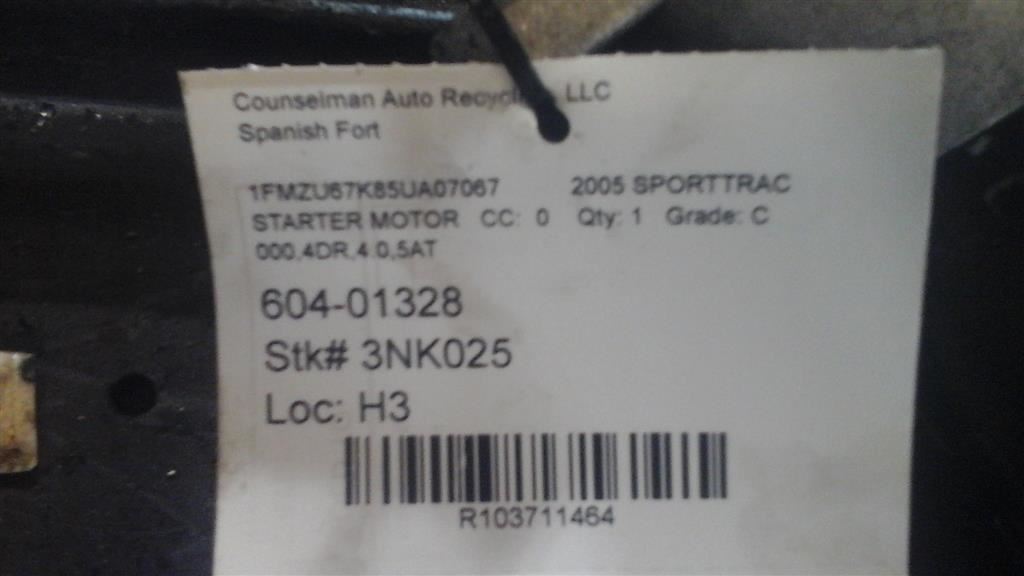 Counselman Auto Recycling, LLC
Spanish Fort
1FMZU67K85UA07067 2005 SPORTTRAC
STARTER MOTOR CC: 0 Qty: 1 Grade: C
000,4DR,4.0,5AT
604-01328
Stk# 3NK025
Loc: H3
R103711464